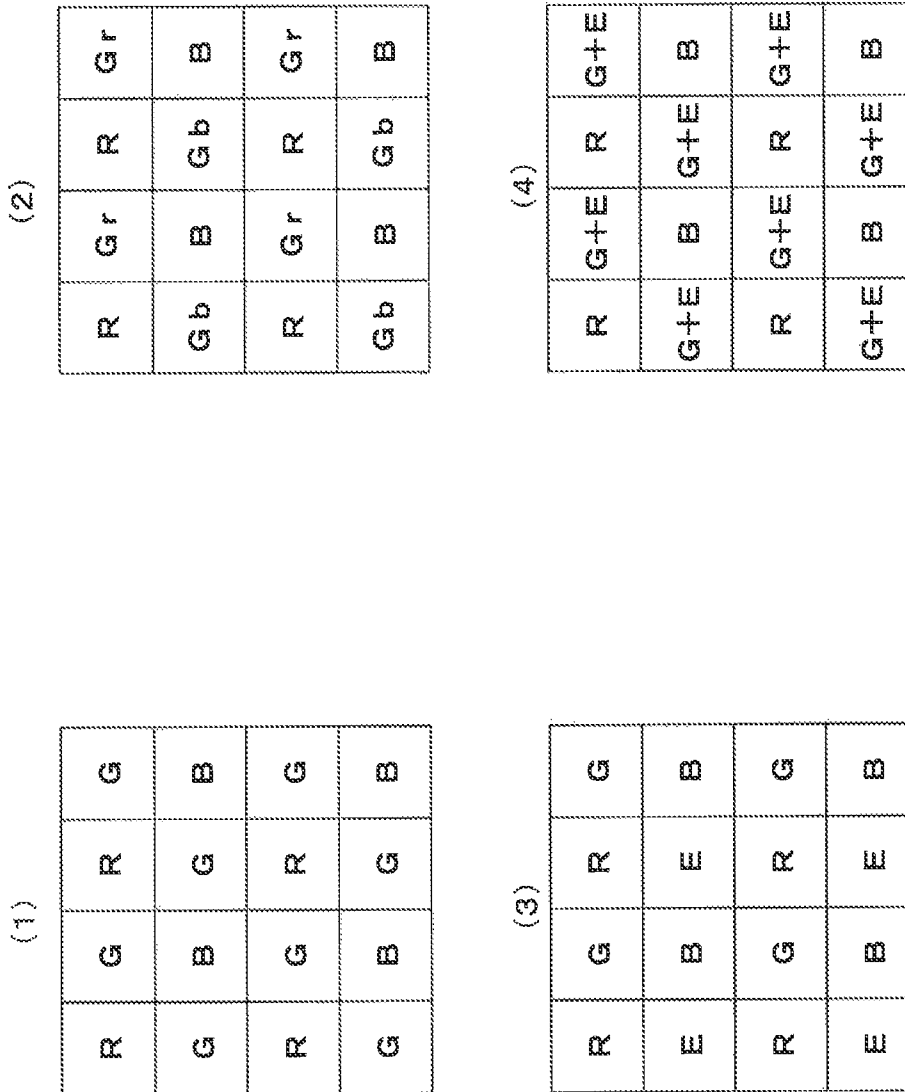 (1)
R G R G
G B G B
R G R G
G B G B
(2)
R Gr R Gr
Gb B Gb B
R Gr R Gr
Gb B Gb B
(3)
R G R G
E B E B
R G R G
E B E B
(4)
R G+E R G+E
G+E B G+E B
R G+E R G+E
G+E B G+E B